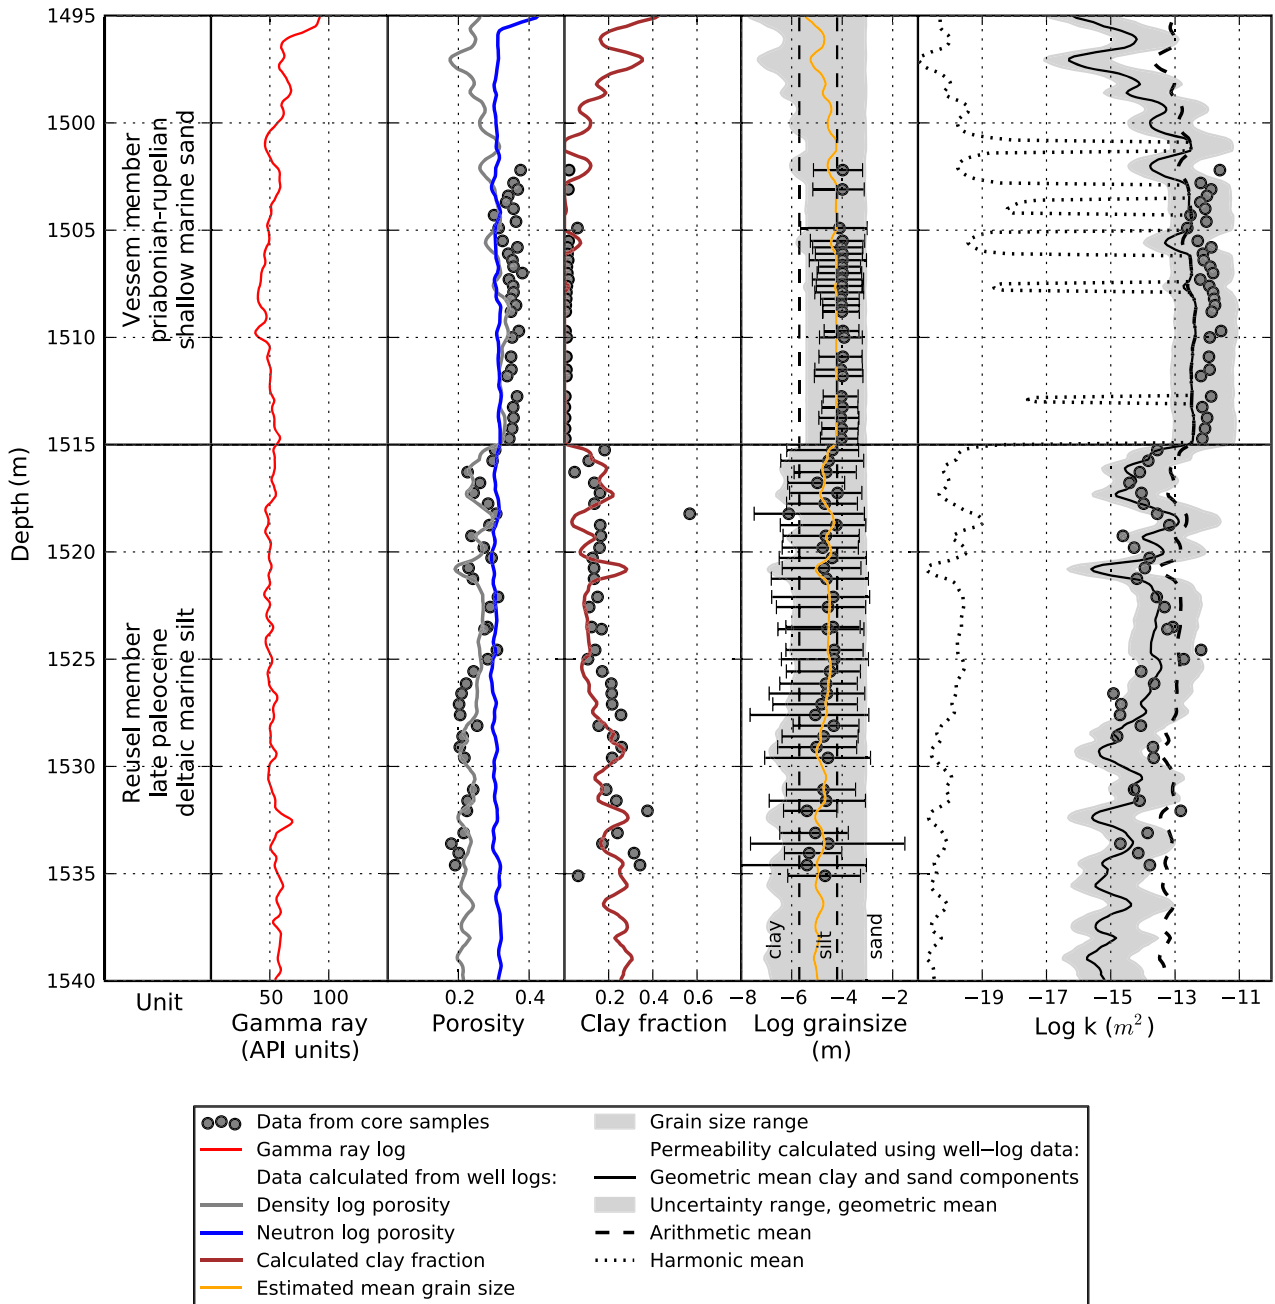 1495
1500
1505
1510
1515
1520
1525
1530
1535
1540
Depth (m)
Vessem member
priabonian-rupelian
shallow marine sand
Reusel member
late paleocene
deltaic marine silt
clay
silt
sand
Unit
50 100
0.2 0.4
0.2 0.4 0.6
−8 −6 −4 −2
−19 −17 −15 −13 −11
Gamma ray
(API units)
Porosity
Clay fraction
Log grainsize
(m)
Log k (m²)
Data from core samples
Gamma ray log
Data calculated from well logs:
Density log porosity
Neutron log porosity
Calculated clay fraction
Estimated mean grain size
Grain size range
Permeability calculated using well−log data:
Geometric mean clay and sand components
Uncertainty range, geometric mean
Arithmetic mean
Harmonic mean